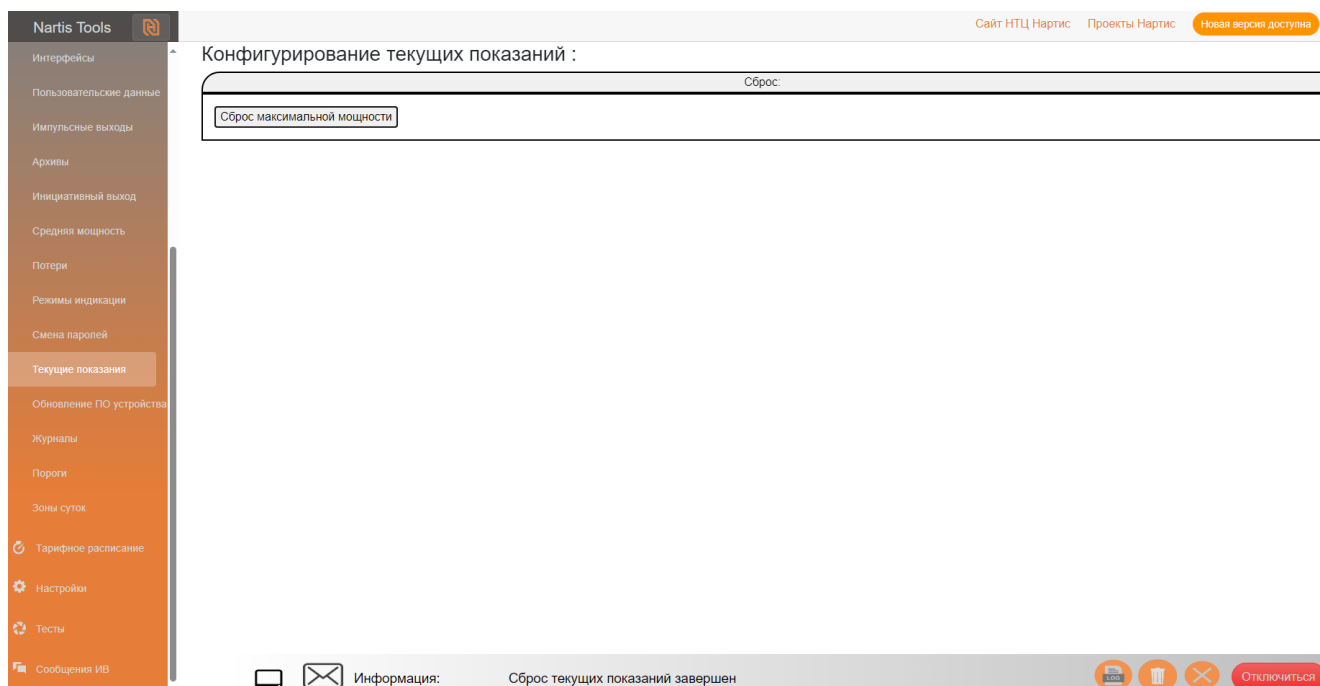 Nartis Tools
Сайт НТЦ Нартис Проекты Нартис Новая версия доступна
Интерфейсы
Пользовательские данные
Импульсные выходы
Архивы
Инициативный выход
Средняя мощность
Потери
Режимы индикации
Смена паролей
Текущие показания
Обновление ПО устройства
Журналы
Пороги
Зоны суток
Тарифное расписание
Настройки
Тесты
Сообщения ИВ
Конфигурирование текущих показаний :
Сброс:
Сброс максимальной мощности
Информация: Сброс текущих показаний завершен
LOG
Отключиться